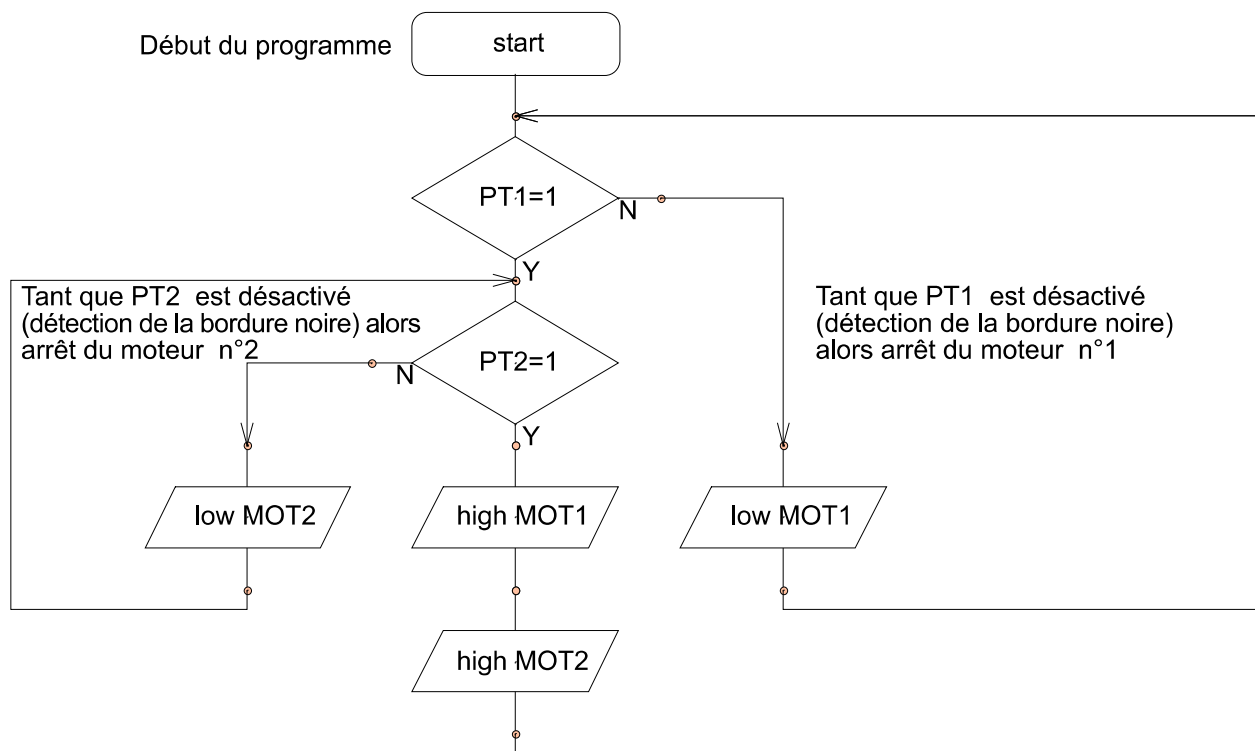 Début du programme
start
PT1=1
N
Y
Tant que PT2 est désactivé
(détection de la bordure noire) alors
arrêt du moteur n°2
Tant que PT1 est désactivé
(détection de la bordure noire)
alors arrêt du moteur n°1
PT2=1
N
Y
low MOT2
high MOT1
low MOT1
high MOT2